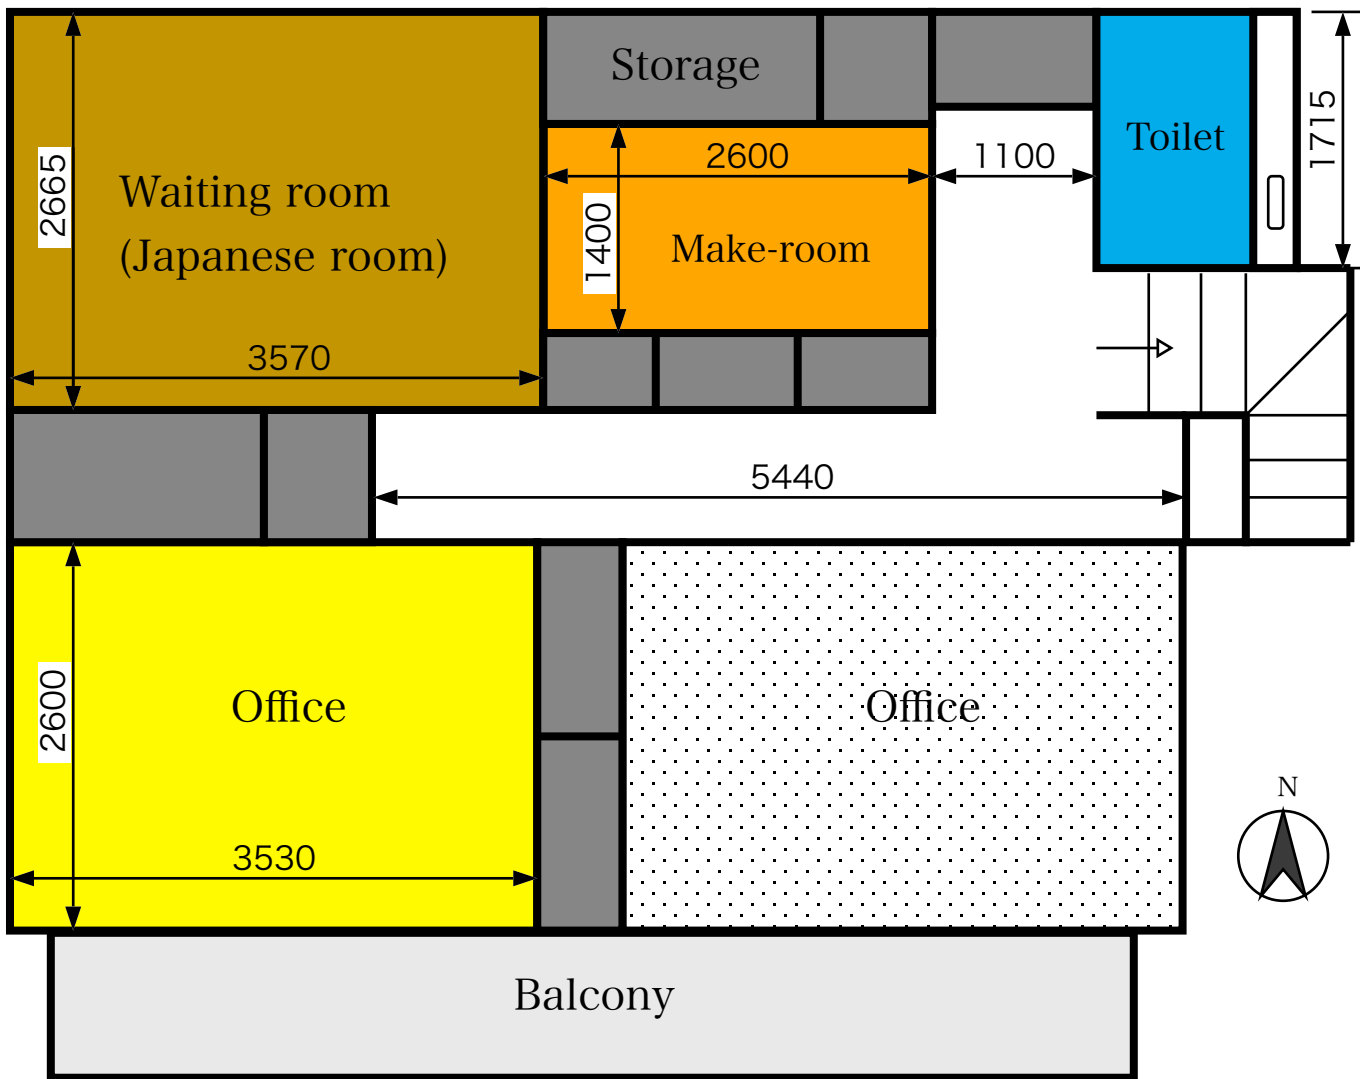 Storage
1715
Toilet
2600
1100
2665
Waiting room
(Japanese room)
1400
Make-room
3570
5440
2600
Office
Office
N
3530
Balcony